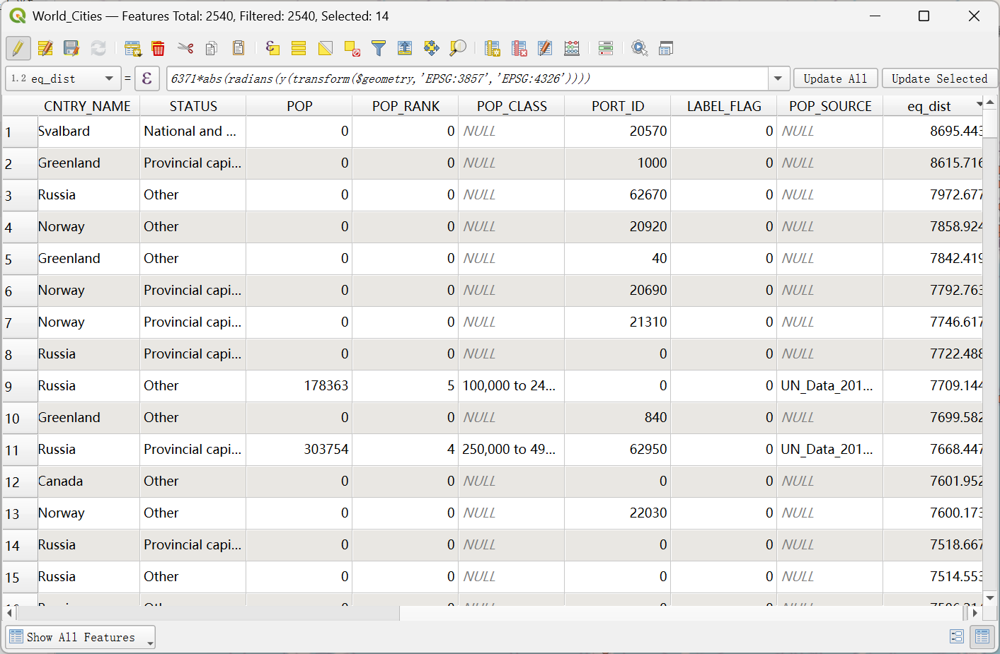 World_Cities — Features Total: 2540, Filtered: 2540, Selected: 14
1.2 eq_dist = ε 6371*abs(radians(y(transform($geometry,'EPSG:3857','EPSG:4326')))) Update All Update Selected
CNTRY_NAME STATUS POP POP_RANK POP_CLASS PORT_ID LABEL_FLAG POP_SOURCE eq_dist
1 Svalbard National and ... 0 0 NULL 20570 0 NULL 8695.443
2 Greenland Provincial capi... 0 0 NULL 1000 0 NULL 8615.716
3 Russia Other 0 0 NULL 62670 0 NULL 7972.677
4 Norway Other 0 0 NULL 20920 0 NULL 7858.924
5 Greenland Other 0 0 NULL 40 0 NULL 7842.419
6 Norway Provincial capi... 0 0 NULL 20690 0 NULL 7792.763
7 Norway Provincial capi... 0 0 NULL 21310 0 NULL 7746.617
8 Russia Provincial capi... 0 0 NULL 0 0 NULL 7722.488
9 Russia Other 178363 5 100,000 to 24... 0 0 UN_Data_201... 7709.144
10 Greenland Other 0 0 NULL 840 0 NULL 7699.582
11 Russia Provincial capi... 303754 4 250,000 to 49... 62950 0 UN_Data_201... 7668.447
12 Canada Other 0 0 NULL 0 0 NULL 7601.952
13 Norway Other 0 0 NULL 22030 0 NULL 7600.173
14 Russia Provincial capi... 0 0 NULL 0 0 NULL 7518.667
15 Russia Other 0 0 NULL 0 0 NULL 7514.553
Show All Features